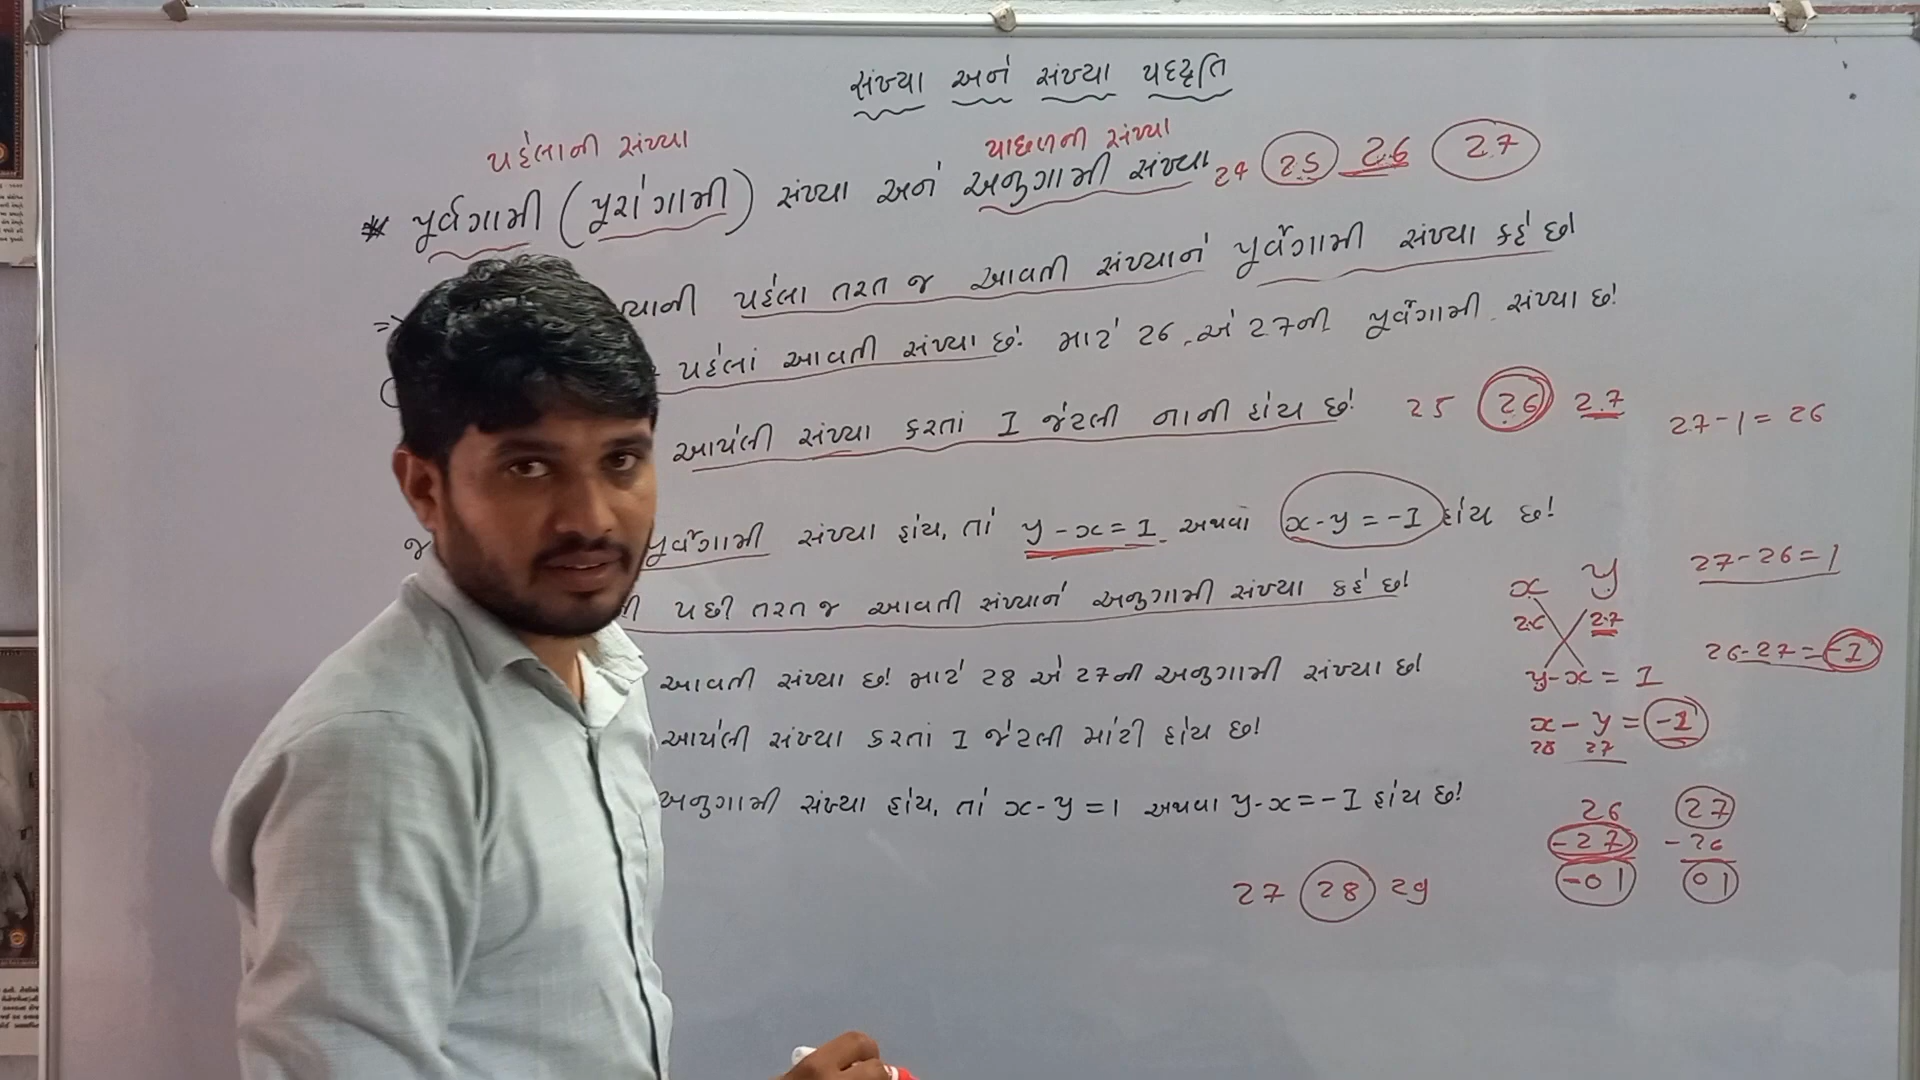 સંખ્યા અને સંખ્યા પદ્ધતિ
પહેલાની સંખ્યા
પાછળની સંખ્યા
* પૂર્વગામી (પૂરોગામી) સંખ્યા અને અનુગામી સંખ્યા 24 25 26 27
=> પહેલા તરત જ આવતી સંખ્યાને પૂર્વગામી સંખ્યા કહે છે!
પહેલાં આવતી સંખ્યા છે! માટે 26 એ 27ની પૂર્વગામી સંખ્યા છે!
આપેલી સંખ્યા કરતાં 1 જેટલી નાની હોય છે! 25 26 27 27-1=26
જ પૂર્વગામી સંખ્યા હોય, તો y-x=1 અથવા x-y=-1 હોય છે!
x y 27-26=1
પછી તરત જ આવતી સંખ્યાને અનુગામી સંખ્યા કહે છે!
26 27
26-27=-1
આવતી સંખ્યા છે! માટે 28 એ 27ની અનુગામી સંખ્યા છે!
y-x=1
આપેલી સંખ્યા કરતાં 1 જેટલી મોટી હોય છે!
x-y=-1
28 27
અનુગામી સંખ્યા હોય, તો x-y=1 અથવા y-x=-1 હોય છે!
26 27
-27 -26
-01 01
27 28 29